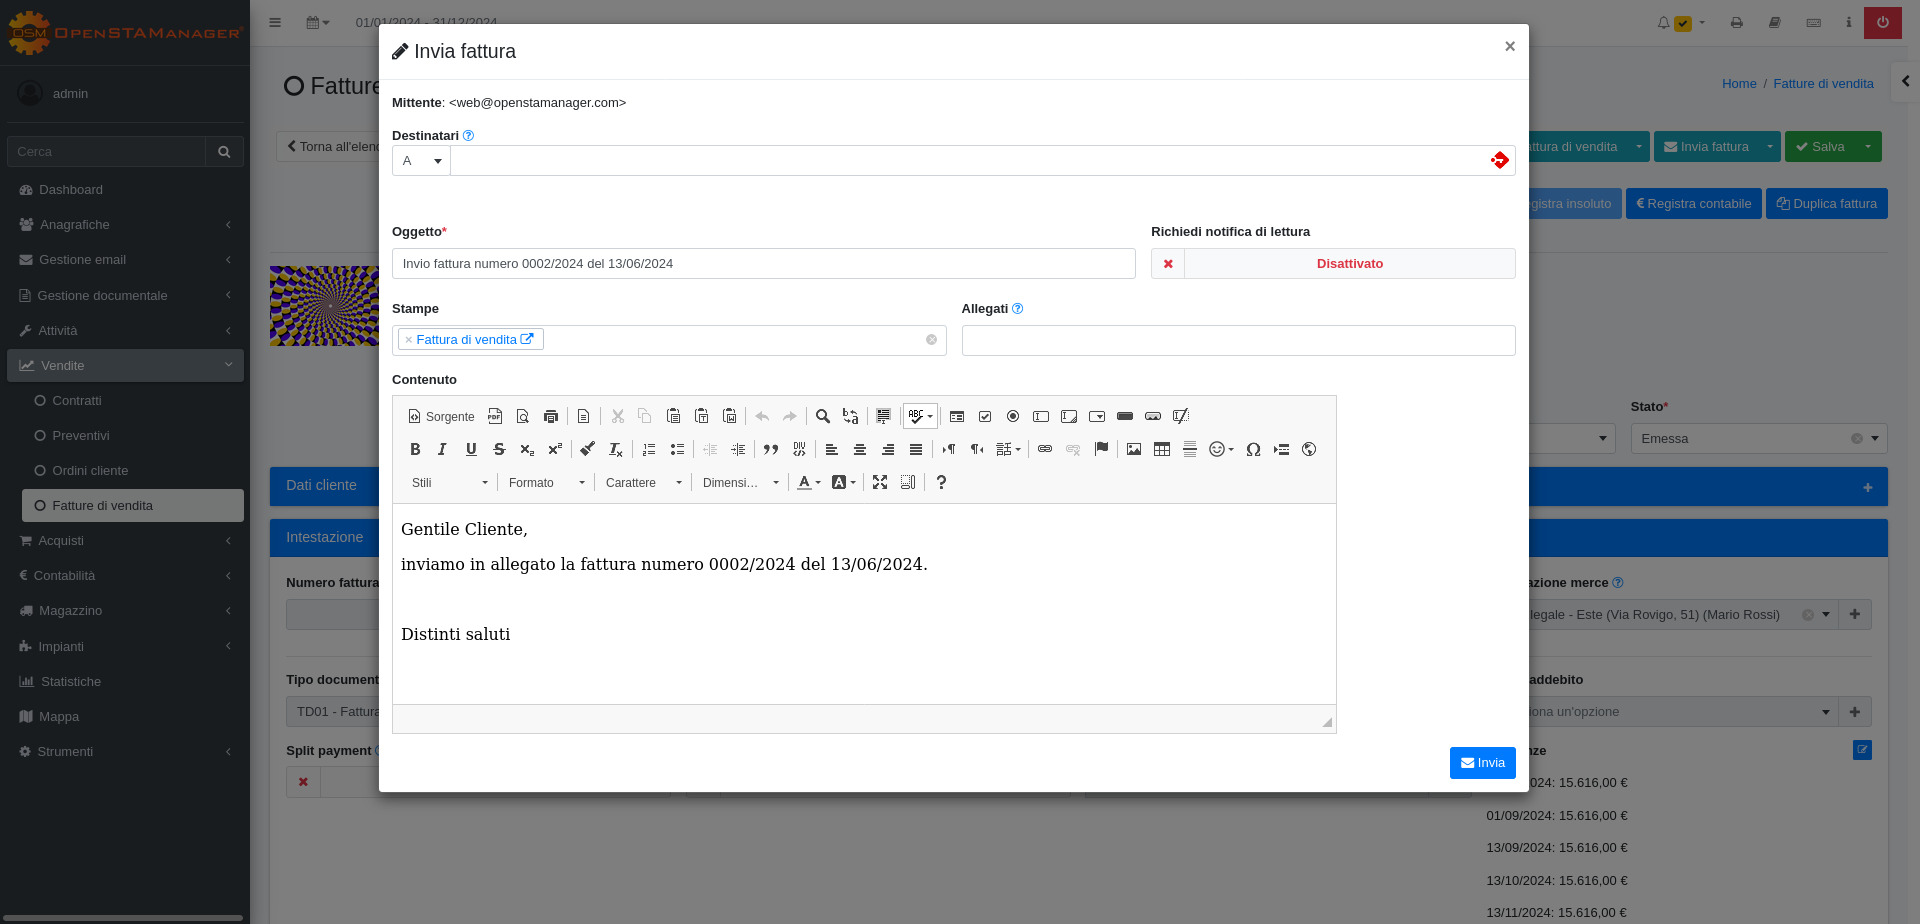 OpenSTAManager
OSM
01/01/2024 - 31/12/2024
admin
Cerca
Dashboard
Anagrafiche
Gestione email
Gestione documentale
Attività
Vendite
Contratti
Preventivi
Ordini cliente
Fatture di vendita
Acquisti
€ Contabilità
Magazzino
Impianti
Statistiche
Mappa
Strumenti
Fatture
Home / Fatture di vendita
Torna all'elenc
attura di vendita
Invia fattura
Salva
egistra insoluto
€ Registra contabile
Duplica fattura
Stato*
Emessa
Dati cliente
Intestazione
Numero fattura
azione merce
legale - Este (Via Rovigo, 51) (Mario Rossi)
Tipo document
TD01 - Fattura
addebito
iona un'opzione
Split payment
nze
2024: 15.616,00 €
01/09/2024: 15.616,00 €
13/09/2024: 15.616,00 €
13/10/2024: 15.616,00 €
13/11/2024: 15.616,00 €
Invia fattura
×
Mittente: <web@openstamanager.com>
Destinatari
A
Oggetto*
Richiedi notifica di lettura
Invio fattura numero 0002/2024 del 13/06/2024
Disattivato
Stampe
Allegati
× Fattura di vendita
Contenuto
Sorgente
Stili
Formato
Carattere
Dimensi...
Gentile Cliente,
inviamo in allegato la fattura numero 0002/2024 del 13/06/2024.
Distinti saluti
Invia